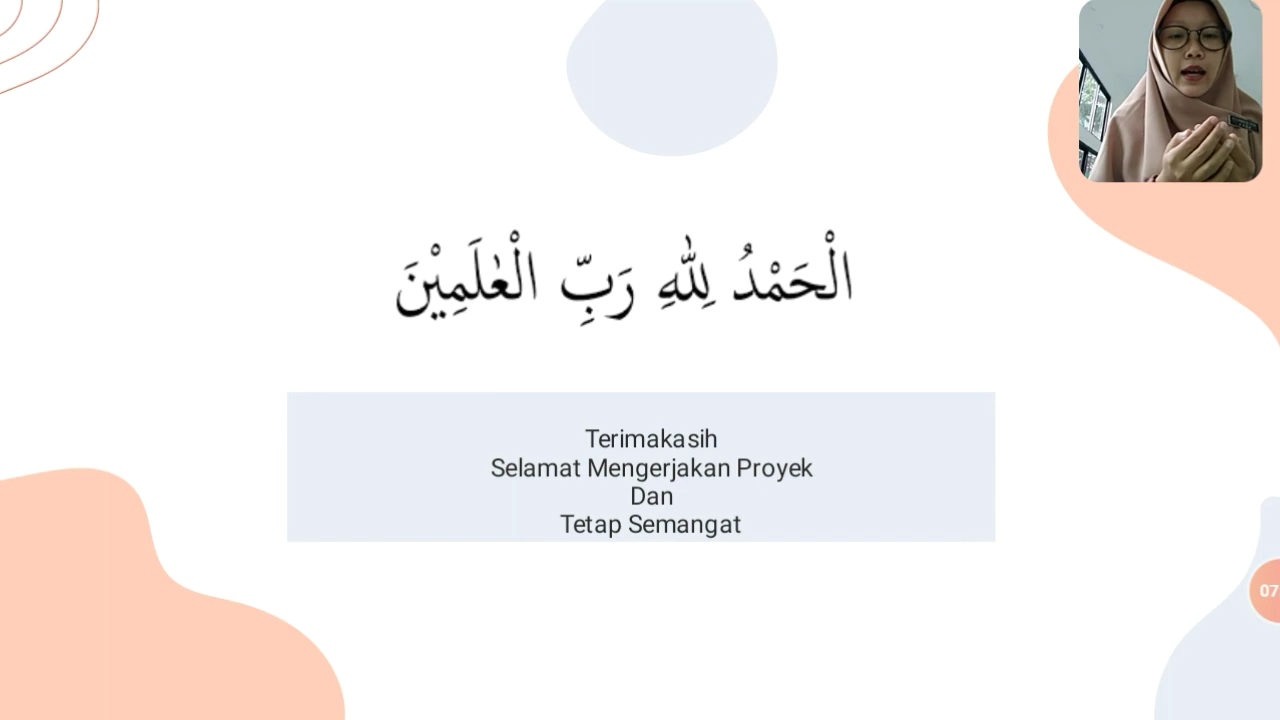 الْحَمْدُ لِلّٰهِ رَبِّ الْعٰلَمِيْنَ
Terimakasih
Selamat Mengerjakan Proyek
Dan
Tetap Semangat
07